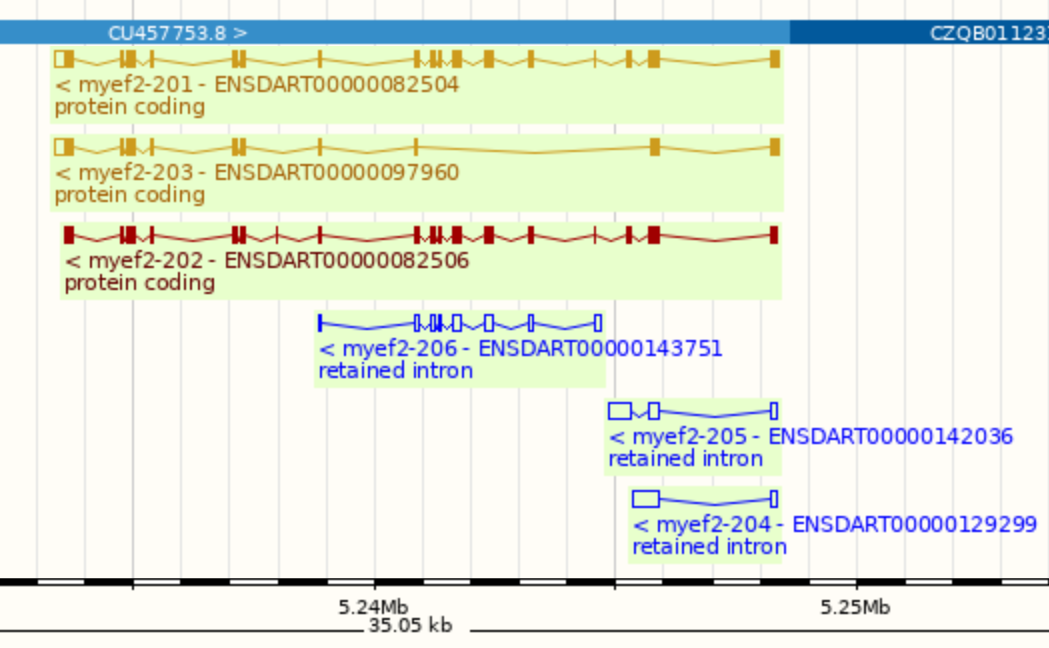 CU457753.8 > CZQB01123
< myef2-201 - ENSDART00000082504
protein coding
< myef2-203 - ENSDART00000097960
protein coding
< myef2-202 - ENSDART00000082506
protein coding
< myef2-206 - ENSDART00000143751
retained intron
< myef2-205 - ENSDART00000142036
retained intron
< myef2-204 - ENSDART00000129299
retained intron
5.24Mb 5.25Mb
35.05 kb